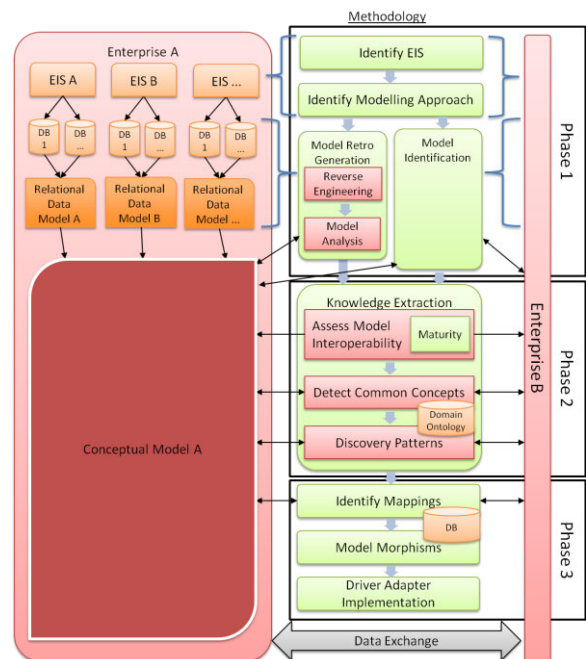 Methodology
Enterprise A
EIS A
EIS B
EIS ...
DB
1
DB
...
DB
1
DB
...
DB
1
DB
...
Relational
Data
Model A
Relational
Data
Model B
Relational
Data
Model ...
Conceptual Model A
Identify EIS
Identify Modelling Approach
Model Retro
Generation
Reverse
Engineering
Model
Analysis
Model
Identification
Phase 1
Knowledge Extraction
Assess Model
Interoperability
Maturity
Detect Common Concepts
Domain
Ontology
Discovery Patterns
Phase 2
Identify Mappings
DB
Model Morphisms
Driver Adapter
Implementation
Phase 3
Enterprise B
Data Exchange